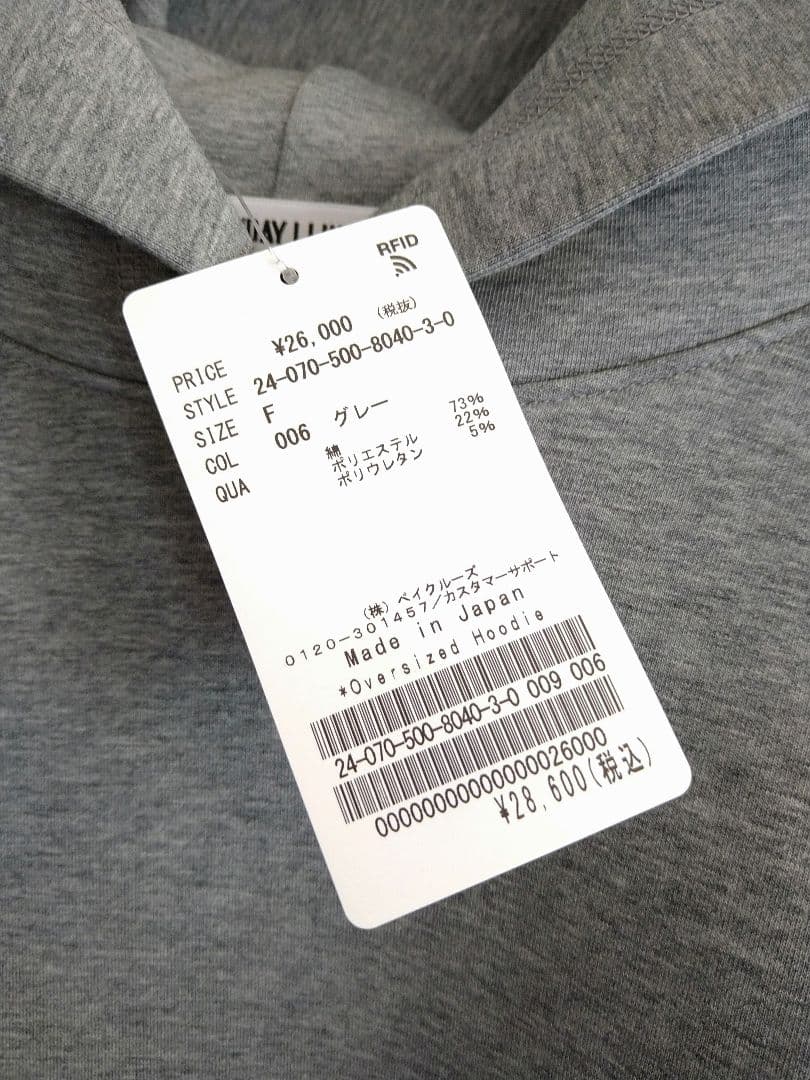 RFID
PRICE ¥26,000 (税抜)
STYLE 24-070-500-8040-3-0
SIZE F
COL 006 グレー
QUA 綿 73%
ポリエステル 22%
ポリウレタン 5%
(株) ベイクルーズ
0120-301457/カスタマーサポート
Made in Japan
*Oversized Hoodie
24-070-500-8040-3-0 009 006
00000000000000026000
¥28,600(税込)